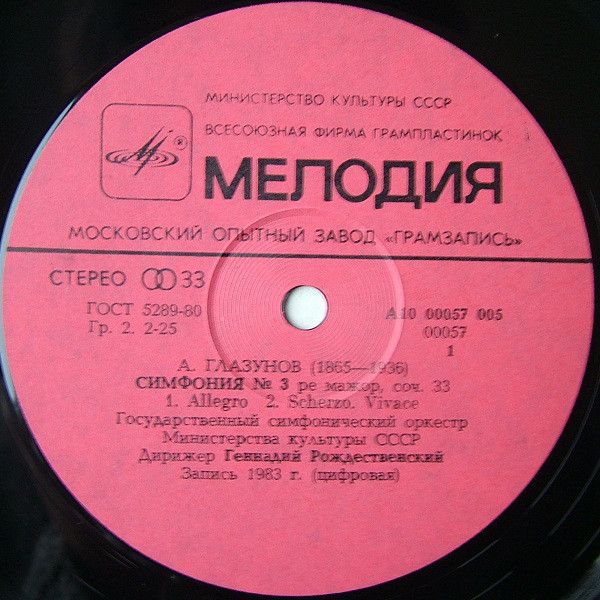 МИНИСТЕРСТВО КУЛЬТУРЫ СССР
ВСЕСОЮЗНАЯ ФИРМА ГРАМПЛАСТИНОК
®
МЕЛОДИЯ
МОСКОВСКИЙ ОПЫТНЫЙ ЗАВОД «ГРАМЗАПИСЬ»
СТЕРЕО 33
ГОСТ 5289-80
Гр. 2. 2-25
А10 00057 005
00057
1
А. ГЛАЗУНОВ (1865—1936)
СИМФОНИЯ № 3 ре мажор, соч. 33
1. Allegro 2. Scherzo. Vivace
Государственный симфонический оркестр
Министерства культуры СССР
Дирижер Геннадий Рождественский
Запись 1983 г. (цифровая)